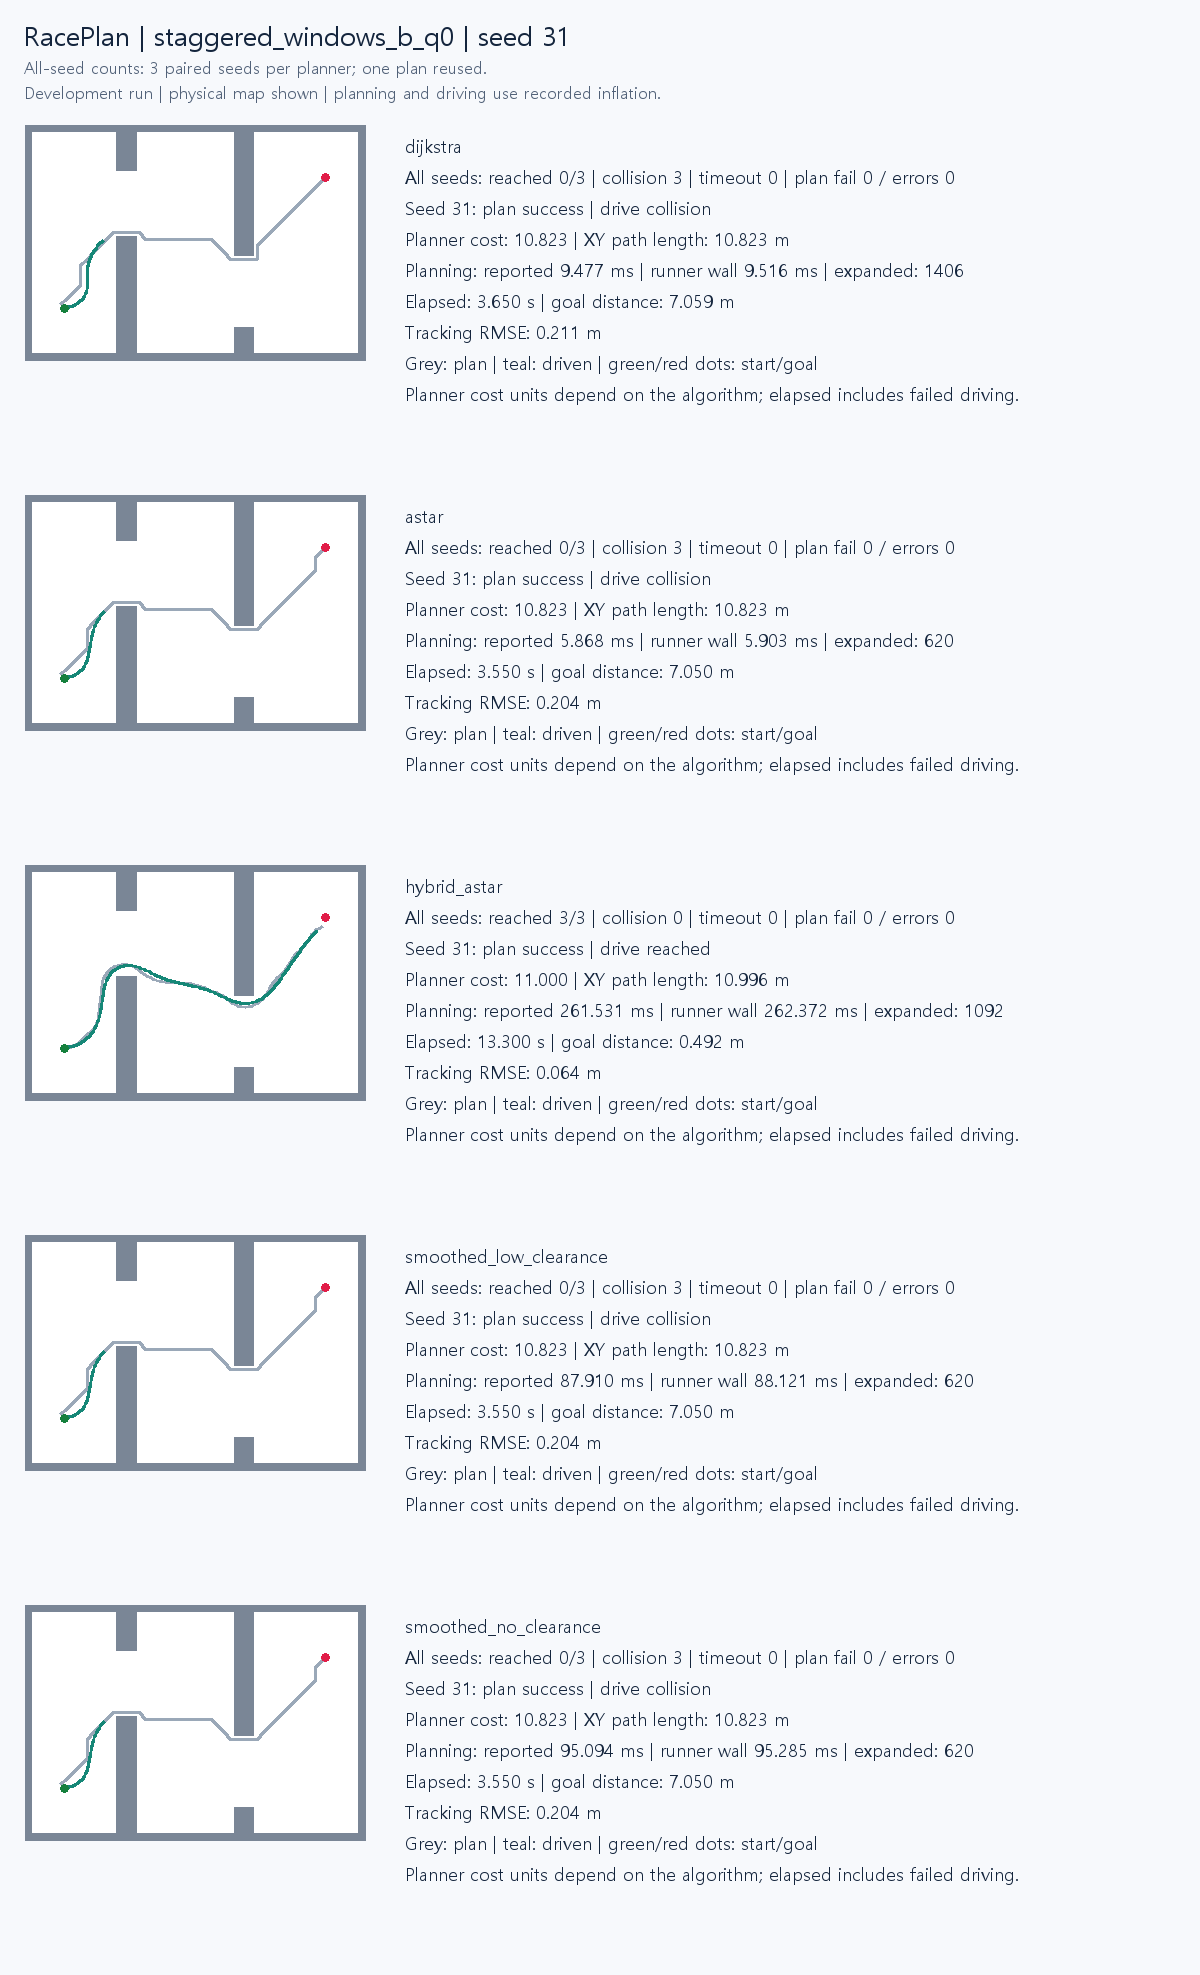 RacePlan | staggered_windows_b_q0 | seed 31
All-seed counts: 3 paired seeds per planner; one plan reused.
Development run | physical map shown | planning and driving use recorded inflation.
dijkstra
All seeds: reached 0/3 | collision 3 | timeout 0 | plan fail 0 / errors 0
Seed 31: plan success | drive collision
Planner cost: 10.823 | XY path length: 10.823 m
Planning: reported 9.477 ms | runner wall 9.516 ms | expanded: 1406
Elapsed: 3.650 s | goal distance: 7.059 m
Tracking RMSE: 0.211 m
Grey: plan | teal: driven | green/red dots: start/goal
Planner cost units depend on the algorithm; elapsed includes failed driving.
astar
All seeds: reached 0/3 | collision 3 | timeout 0 | plan fail 0 / errors 0
Seed 31: plan success | drive collision
Planner cost: 10.823 | XY path length: 10.823 m
Planning: reported 5.868 ms | runner wall 5.903 ms | expanded: 620
Elapsed: 3.550 s | goal distance: 7.050 m
Tracking RMSE: 0.204 m
Grey: plan | teal: driven | green/red dots: start/goal
Planner cost units depend on the algorithm; elapsed includes failed driving.
hybrid_astar
All seeds: reached 3/3 | collision 0 | timeout 0 | plan fail 0 / errors 0
Seed 31: plan success | drive reached
Planner cost: 11.000 | XY path length: 10.996 m
Planning: reported 261.531 ms | runner wall 262.372 ms | expanded: 1092
Elapsed: 13.300 s | goal distance: 0.492 m
Tracking RMSE: 0.064 m
Grey: plan | teal: driven | green/red dots: start/goal
Planner cost units depend on the algorithm; elapsed includes failed driving.
smoothed_low_clearance
All seeds: reached 0/3 | collision 3 | timeout 0 | plan fail 0 / errors 0
Seed 31: plan success | drive collision
Planner cost: 10.823 | XY path length: 10.823 m
Planning: reported 87.910 ms | runner wall 88.121 ms | expanded: 620
Elapsed: 3.550 s | goal distance: 7.050 m
Tracking RMSE: 0.204 m
Grey: plan | teal: driven | green/red dots: start/goal
Planner cost units depend on the algorithm; elapsed includes failed driving.
smoothed_no_clearance
All seeds: reached 0/3 | collision 3 | timeout 0 | plan fail 0 / errors 0
Seed 31: plan success | drive collision
Planner cost: 10.823 | XY path length: 10.823 m
Planning: reported 95.094 ms | runner wall 95.285 ms | expanded: 620
Elapsed: 3.550 s | goal distance: 7.050 m
Tracking RMSE: 0.204 m
Grey: plan | teal: driven | green/red dots: start/goal
Planner cost units depend on the algorithm; elapsed includes failed driving.